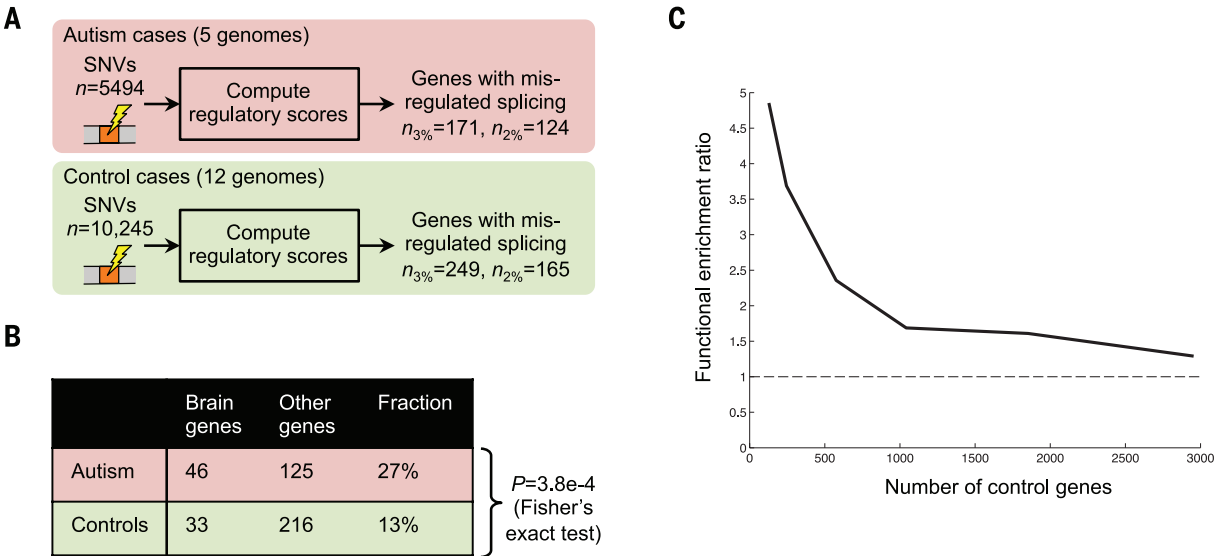 A
Autism cases (5 genomes)
SNVs
n=5494
Compute
regulatory scores
Genes with mis-
regulated splicing
n3%=171, n2%=124
Control cases (12 genomes)
SNVs
n=10,245
Compute
regulatory scores
Genes with mis-
regulated splicing
n3%=249, n2%=165
B
Brain
genes
Other
genes
Fraction
Autism 46 125 27%
Controls 33 216 13%
P=3.8e-4
(Fisher's
exact test)
C
Functional enrichment ratio
5
4.5
4
3.5
3
2.5
2
1.5
1
0.5
0
0 500 1000 1500 2000 2500 3000
Number of control genes